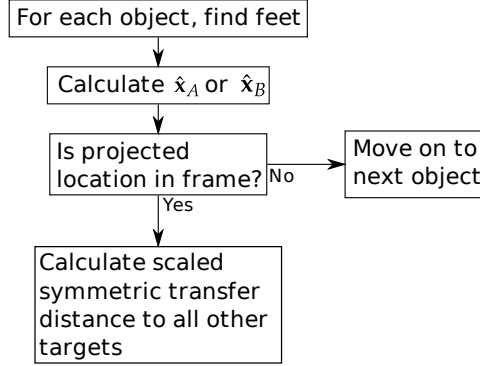 For each object, find feet
Calculate x̂_A or x̂_B
Is projected
location in frame?
No
Move on to
next object
Yes
Calculate scaled
symmetric transfer
distance to all other
targets